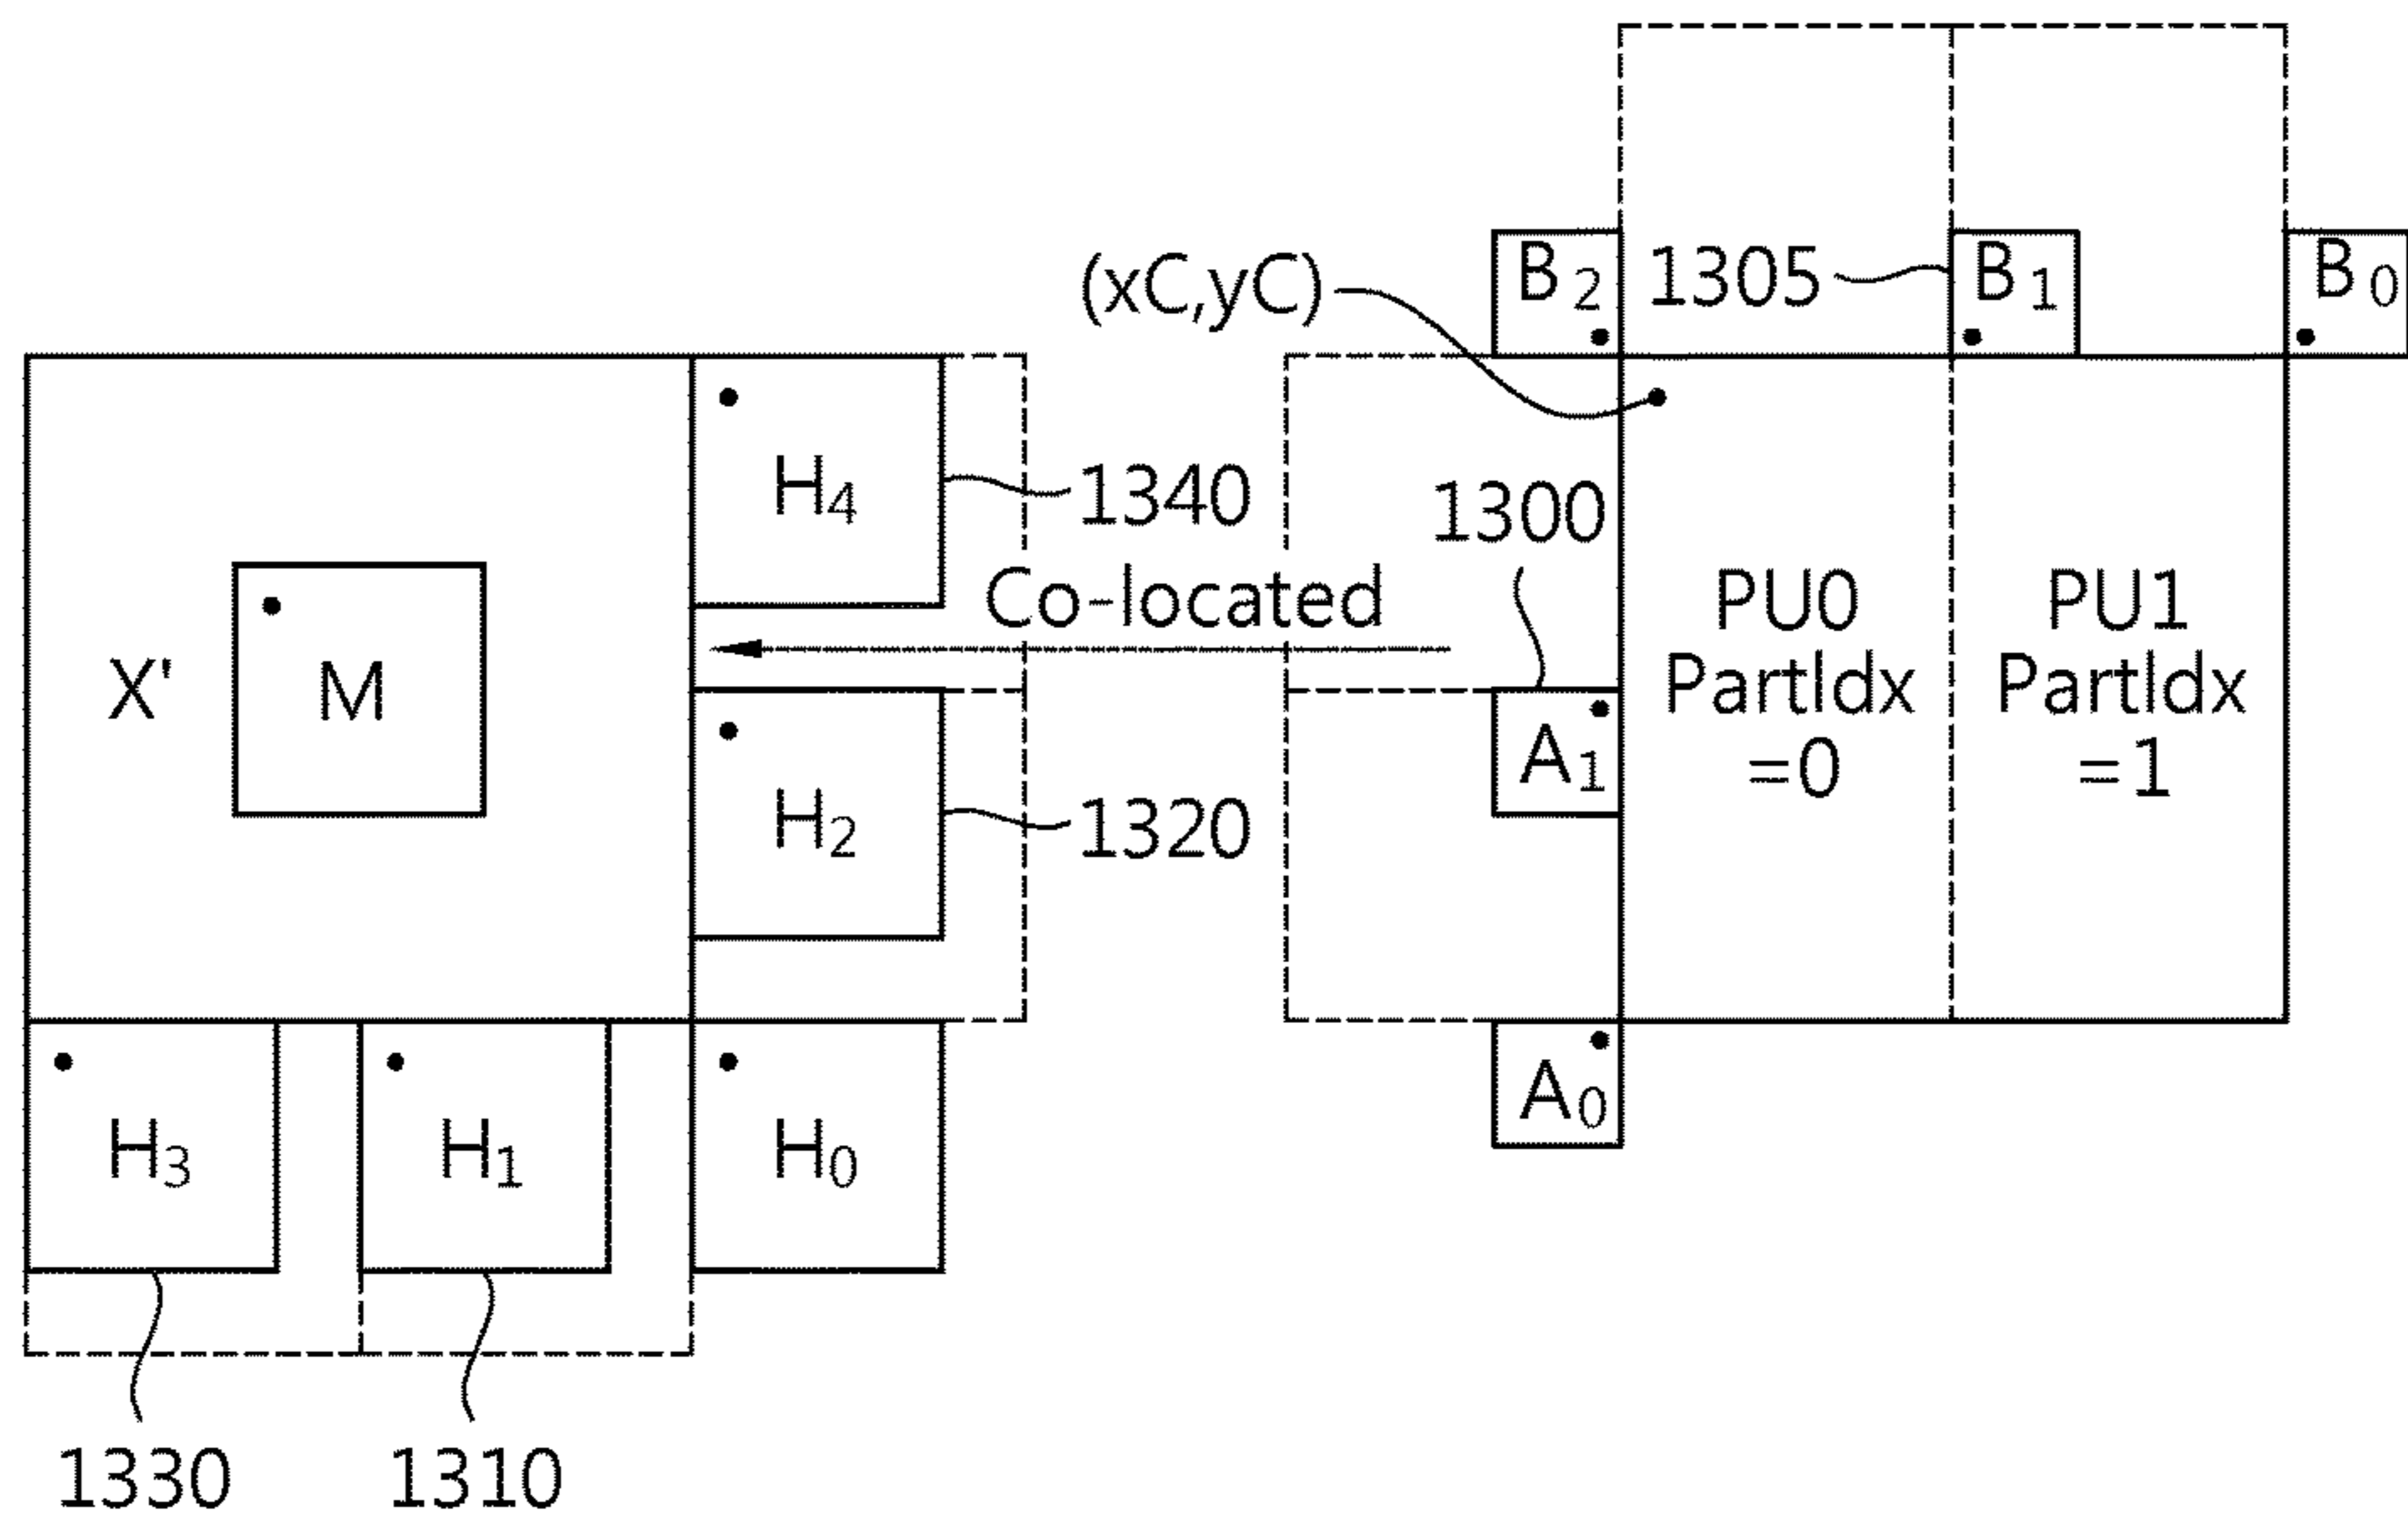 B2
1305
B1
B0
(xC,yC)
H4
1340
1300
Co-located
PU0
PartIdx
=0
PU1
PartIdx
=1
X'
M
A1
H2
1320
A0
H3
H1
H0
1330
1310